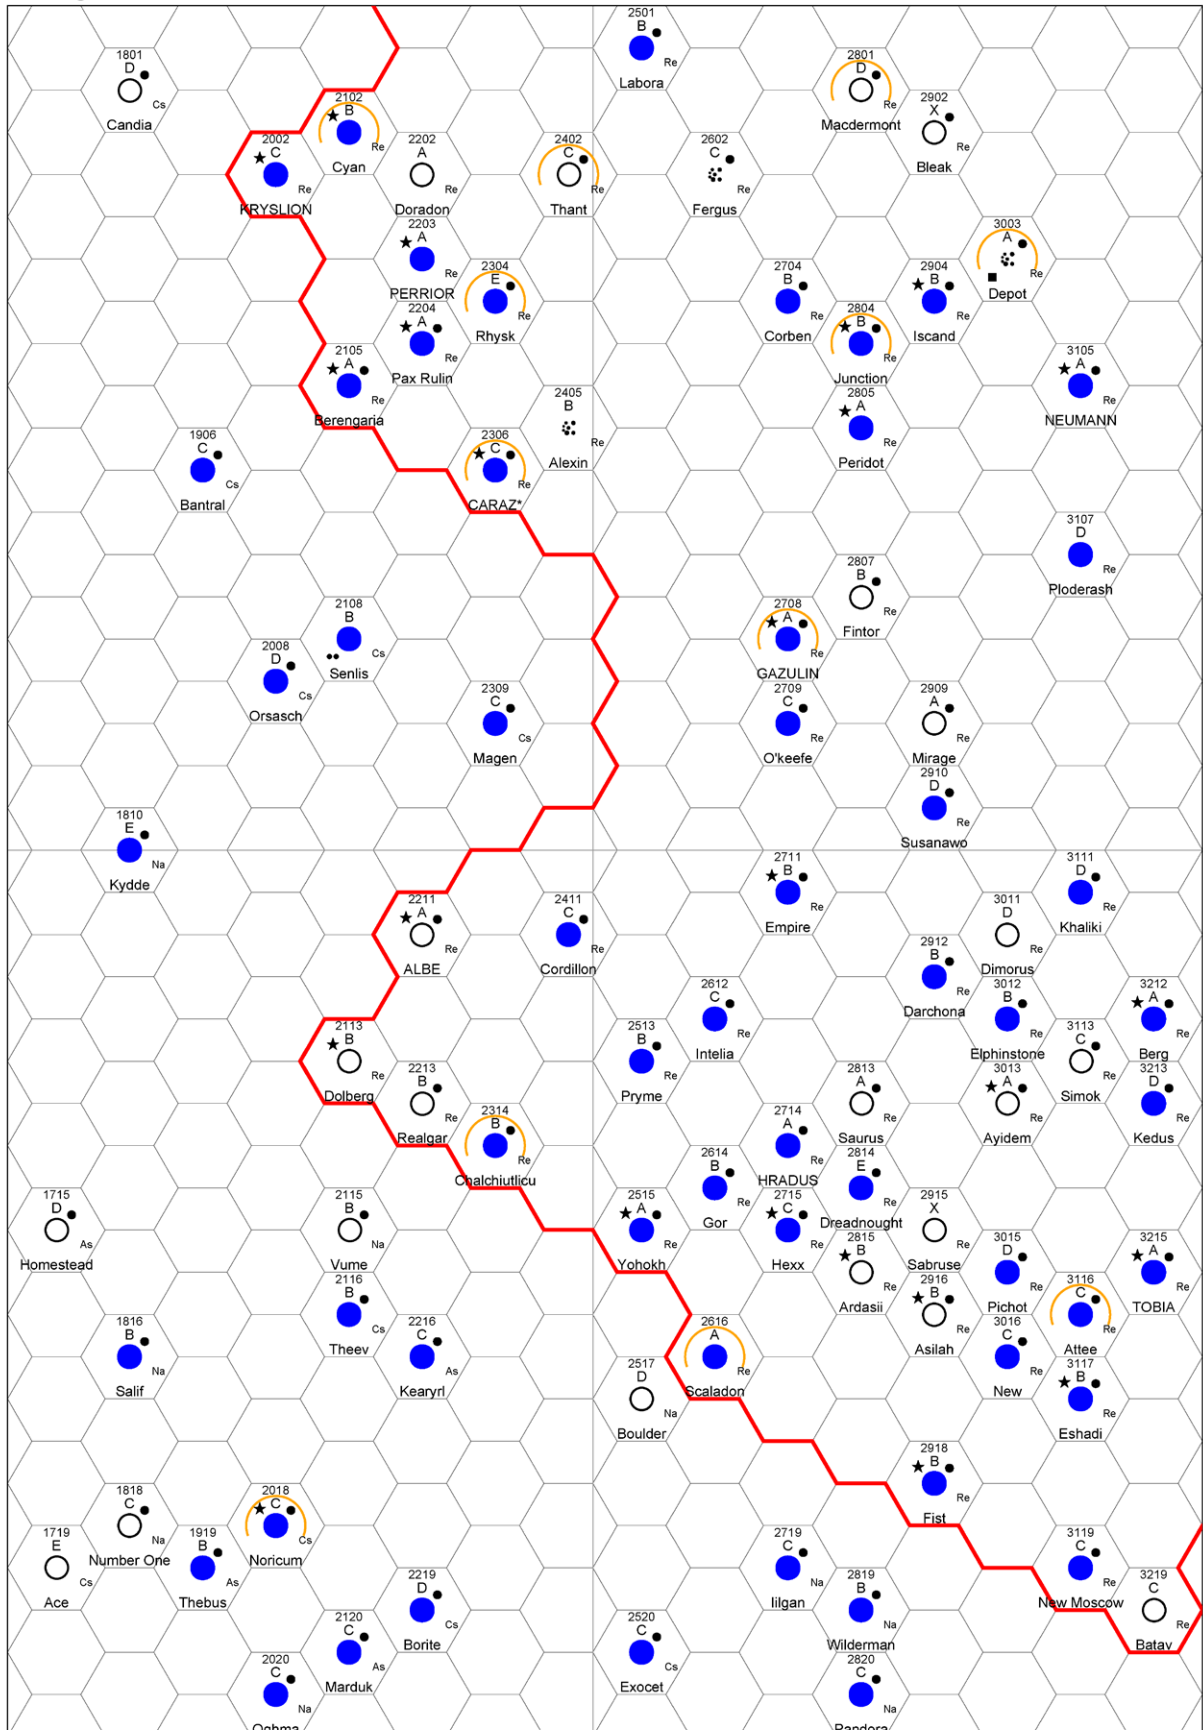 2501
B
Re
Labora
1801
D
Cs
Candia
2801
D
Re
Macdermont
2102
B
Re
Cyan
2902
X
Re
Bleak
2002
C
Re
KRYSLION
2202
A
Re
Doradon
2402
C
Re
Thant
2602
C
Re
Fergus
2203
A
Re
PERRIOR
3003
A
Re
Depot
2304
E
Re
Rhysk
2704
B
Re
Corben
2904
B
Re
Iscand
2204
A
Re
Pax Rulin
2804
B
Re
Junction
2105
A
Re
Berengaria
3105
A
Re
NEUMANN
2405
B
Re
Alexin
2805
A
Re
Peridot
1906
C
Cs
Bantral
2306
C
Re
CARAZ*
3107
D
Re
Ploderash
2807
B
Re
Fintor
2108
B
Cs
Senlis
2708
A
Re
GAZULIN
2008
D
Cs
Orsasch
2309
C
Cs
Magen
2709
C
Re
O'keefe
2909
A
Re
Mirage
2910
D
Re
Susanawo
1810
E
Na
Kydde
2711
B
Re
Empire
3111
D
Re
Khaliki
2211
A
Re
ALBE
2411
C
Re
Cordillon
3011
D
Re
Dimorus
2912
B
Re
Darchona
2612
C
Re
Intelia
3012
B
Re
Elphinstone
3212
A
Re
Berg
2113
B
Re
Dolberg
2513
B
Re
Pryme
3113
C
Re
Simok
2213
B
Re
Realgar
2813
A
Re
Saurus
3013
A
Re
Ayidem
3213
D
Re
Kedus
2314
B
Re
Chalchiutlicu
2714
A
Re
HRADUS
2614
B
Re
Gor
2814
E
Re
Dreadnought
1715
D
As
Homestead
2115
B
Na
Vume
2515
A
Re
Yohokh
2715
C
Re
Hexx
2915
X
Re
Sabruse
2815
B
Re
Ardasii
3015
D
Re
Pichot
3215
A
Re
TOBIA
2116
B
Cs
Theev
2916
B
Re
Asilah
3116
C
Re
Attee
1816
B
Na
Salif
2216
C
As
Kearyrl
2616
A
Re
Scaladon
3016
C
Re
New
2517
D
Na
Boulder
3117
B
Re
Eshadi
2918
B
Re
Fist
1818
C
Na
Number One
2018
C
Cs
Noricum
1719
E
Cs
Ace
1919
B
As
Thebus
2719
C
Na
Iilgan
3119
C
Re
New Moscow
2219
D
Cs
Borite
2819
B
Na
Wilderman
3219
C
Re
Batav
2120
C
As
Marduk
2520
C
Cs
Exocet
2020
C
Na
Oghma
2820
C
Na
Pandora